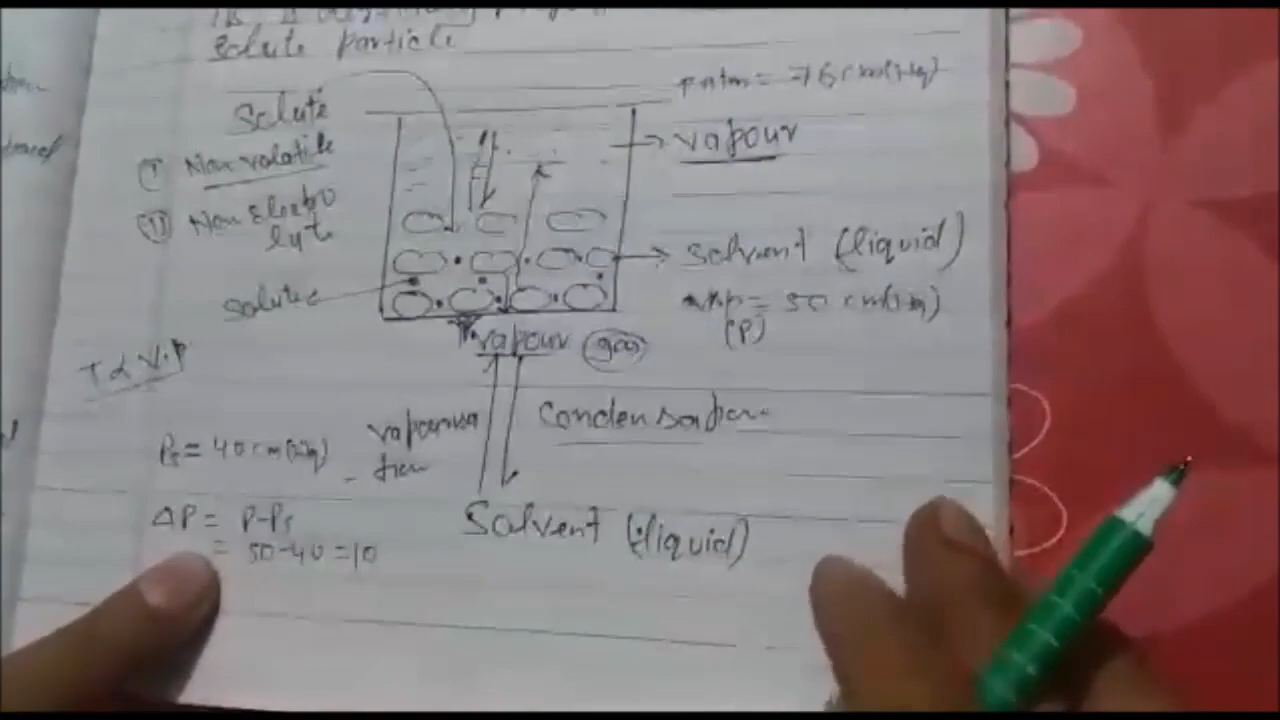 solute particle
Patm = 76 cm(Hg)
Solute
vapour
(I) Non volatile
(II) Non Electro
lyte
solvent (liquid)
solute
v.p = 50 cm(Hg)
(P)
vapour (gas)
T α V.P
vapourisa
tion
condensation
Ps = 40 cm(Hg)
ΔP = P-Ps
= 50-40 = 10
Solvent (liquid)